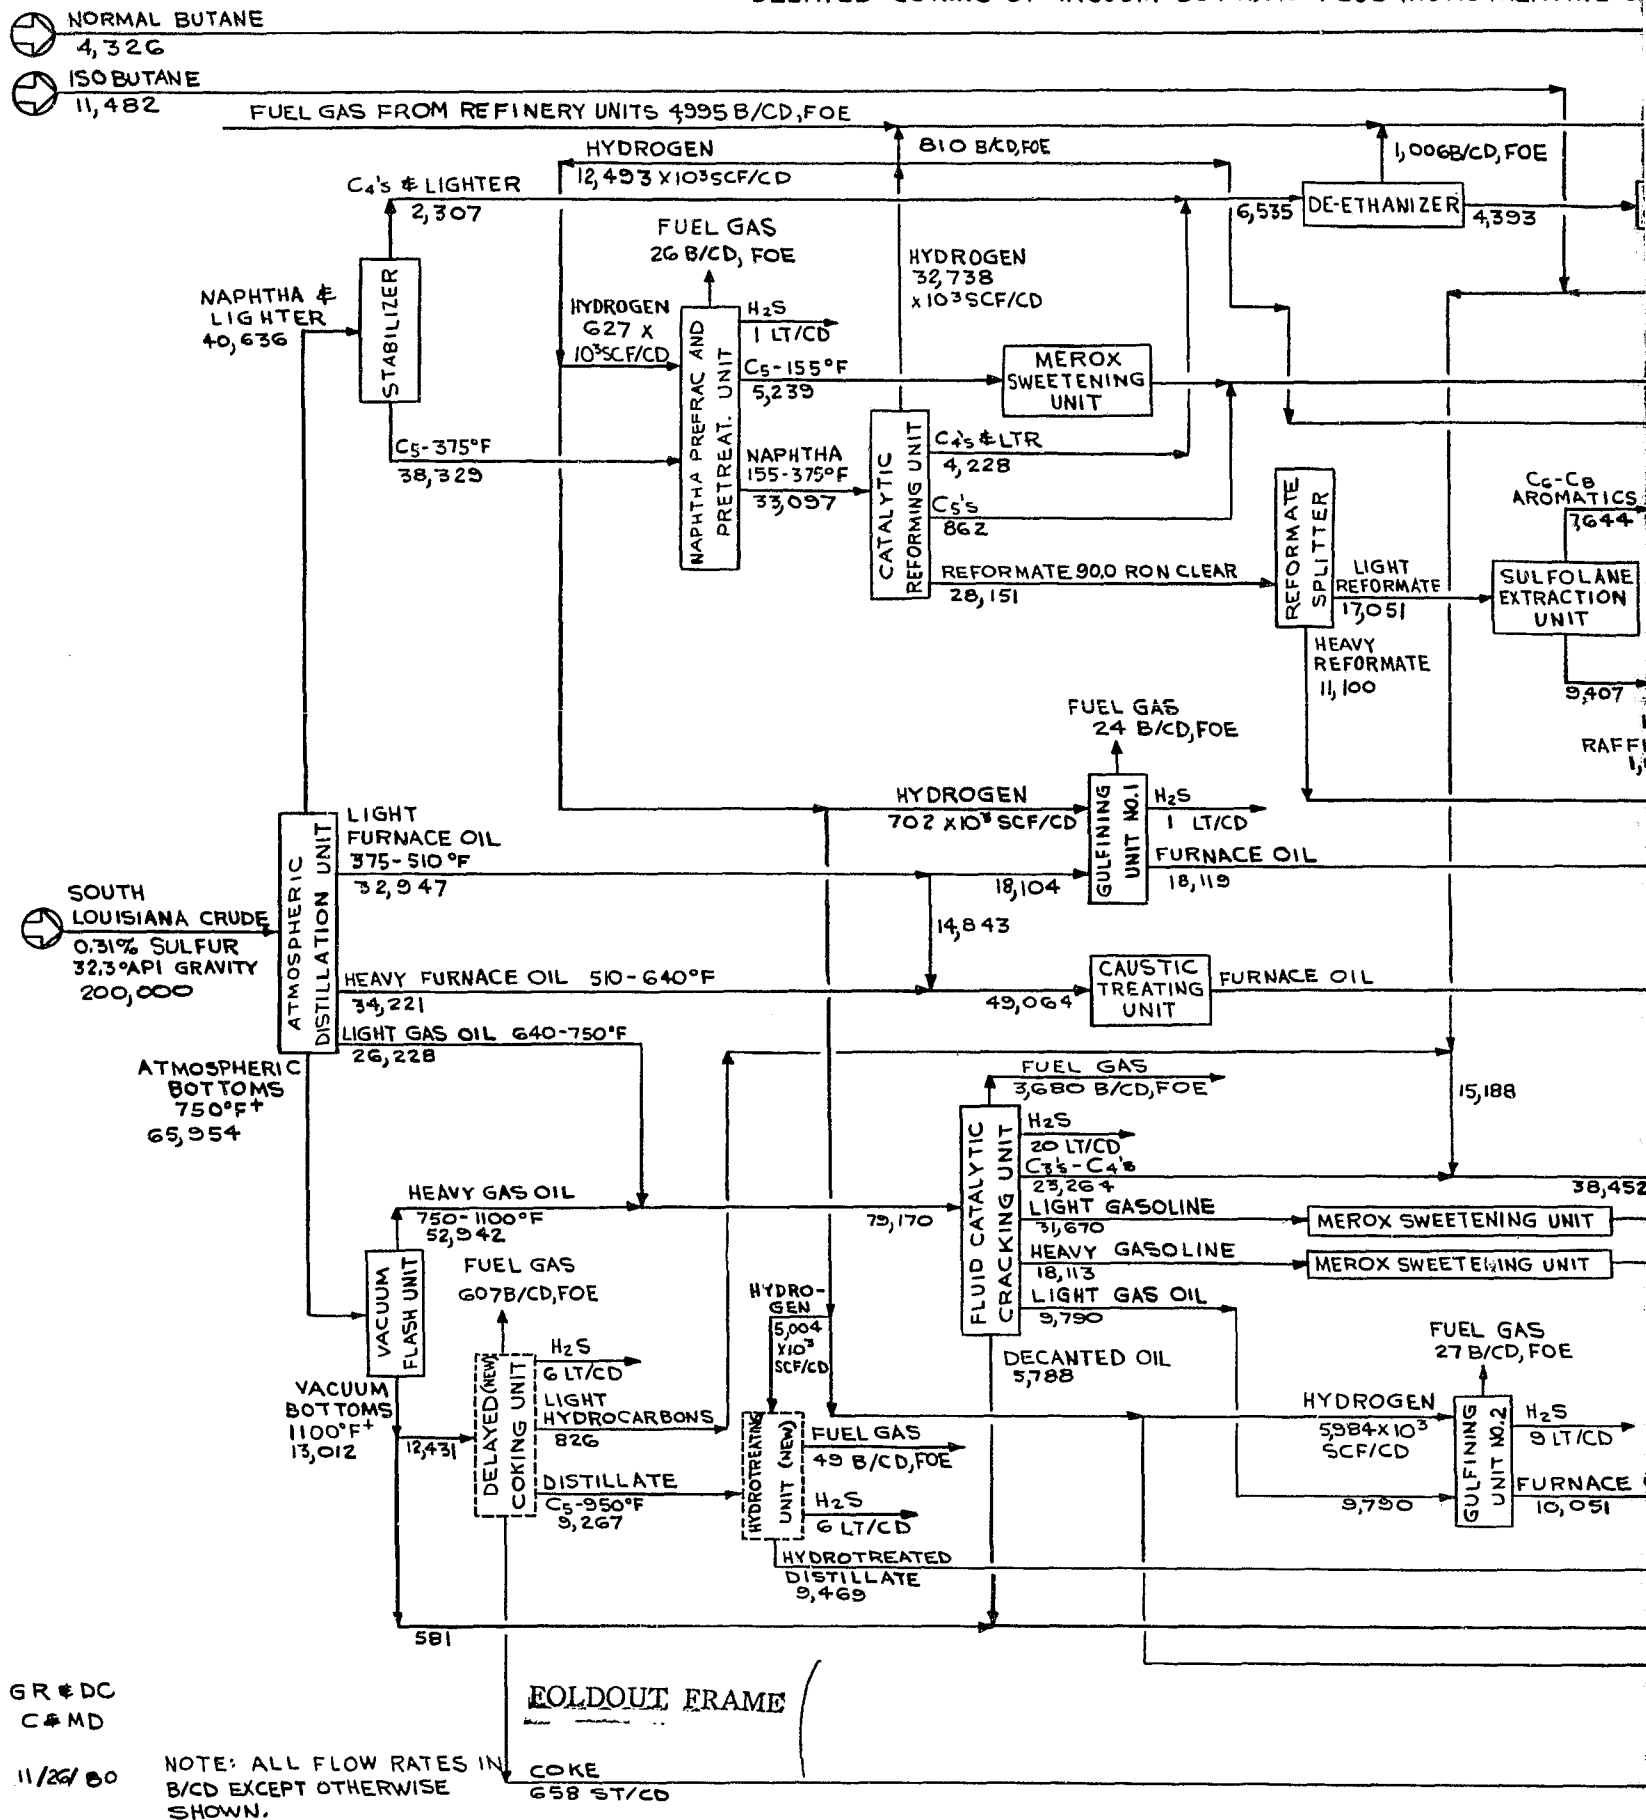 NORMAL BUTANE
4,326
ISOBUTANE
11,482
FUEL GAS FROM REFINERY UNITS 4,995 B/CD, FOE
HYDROGEN
12,493 X10³SCF/CD
810 B/CD, FOE
1,006B/CD, FOE
C₄'s & LIGHTER
2,307
6,535
DE-ETHANIZER
4,393
FUEL GAS
26 B/CD, FOE
HYDROGEN
32,738
X10³SCF/CD
NAPHTHA &
LIGHTER
40,636
STABILIZER
HYDROGEN
627 X
10³SCF/CD
NAPHTHA PREFRAC AND
PRETREAT. UNIT
H₂S
1 LT/CD
C₅-155°F
5,239
MEROX
SWEETENING
UNIT
C₅-375°F
38,329
NAPHTHA
155-375°F
33,097
CATALYTIC
REFORMING UNIT
C₄'s & LTR
4,228
C₅'s
862
REFORMATE 90.0 RON CLEAR
28,151
REFORMATE
SPLITTER
LIGHT
REFORMATE
17,051
C₆-C₈
AROMATICS
7,644
SULFOLANE
EXTRACTION
UNIT
HEAVY
REFORMATE
11,100
9,407
RAFFI
FUEL GAS
24 B/CD, FOE
HYDROGEN
702 X10³ SCF/CD
GULFINING
UNIT NO.1
H₂S
1 LT/CD
FURNACE OIL
18,119
LIGHT
FURNACE OIL
375-510°F
32,947
18,104
14,843
SOUTH
LOUISIANA CRUDE
0.31% SULFUR
32.3°API GRAVITY
200,000
ATMOSPHERIC
DISTILLATION UNIT
HEAVY FURNACE OIL 510-640°F
34,221
49,064
CAUSTIC
TREATING
UNIT
FURNACE OIL
LIGHT GAS OIL 640-750°F
26,228
ATMOSPHERIC
BOTTOMS
750°F+
65,954
FUEL GAS
3,680 B/CD, FOE
15,188
FLUID CATALYTIC
CRACKING UNIT
H₂S
20 LT/CD
C₃'s-C₄'s
23,264
38,452
HEAVY GAS OIL
750-1100°F
52,942
79,170
LIGHT GASOLINE
31,670
MEROX SWEETENING UNIT
HEAVY GASOLINE
18,113
MEROX SWEETENING UNIT
LIGHT GAS OIL
9,790
VACUUM
FLASH UNIT
FUEL GAS
607B/CD, FOE
HYDRO-
GEN
5,004
X10³
SCF/CD
DECANTED OIL
5,788
FUEL GAS
27 B/CD, FOE
VACUUM
BOTTOMS
1100°F+
13,012
12,431
DELAYED (NEW)
COKING UNIT
H₂S
6 LT/CD
LIGHT
HYDROCARBONS
826
DISTILLATE
C₅-950°F
9,267
HYDROTREATING
UNIT (NEW)
FUEL GAS
49 B/CD, FOE
H₂S
6 LT/CD
HYDROTREATED
DISTILLATE
9,469
HYDROGEN
5,984X10³
SCF/CD
9,790
GULFINING
UNIT NO.2
H₂S
9 LT/CD
FURNACE
10,051
581
GR & DC
C & MD
11/26/80
FOLDOUT FRAME
NOTE: ALL FLOW RATES IN
B/CD EXCEPT OTHERWISE
SHOWN.
COKE
658 ST/CD